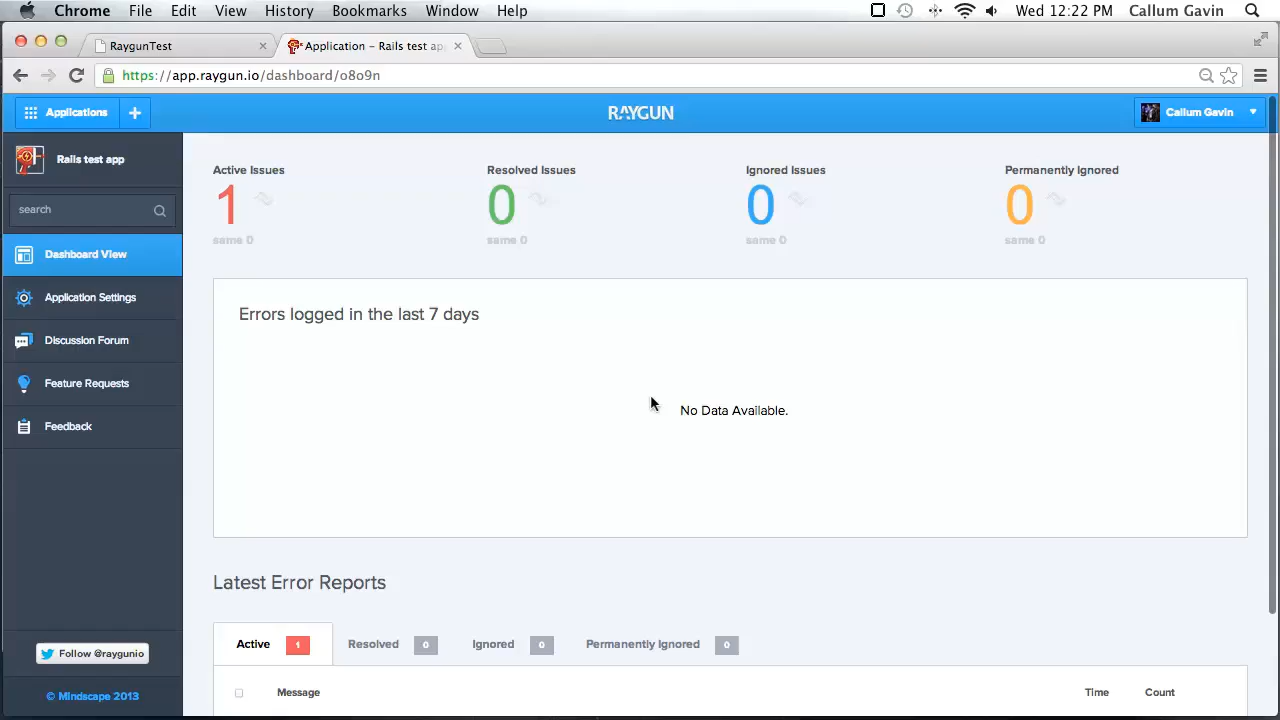 Chrome File Edit View History Bookmarks Window Help Wed 12:22 PM Callum Gavin
RaygunTest Application - Rails test ap
https://app.raygun.io/dashboard/o8o9n
Applications + RAYGUN Callum Gavin
Rails test app
search
Dashboard View
Application Settings
Discussion Forum
Feature Requests
Feedback
Follow @raygunio
© Mindscape 2013
Active Issues Resolved Issues Ignored Issues Permanently Ignored
1 0 0 0
same 0 same 0 same 0 same 0
Errors logged in the last 7 days
No Data Available.
Latest Error Reports
Active 1 Resolved 0 Ignored 0 Permanently Ignored 0
Message Time Count